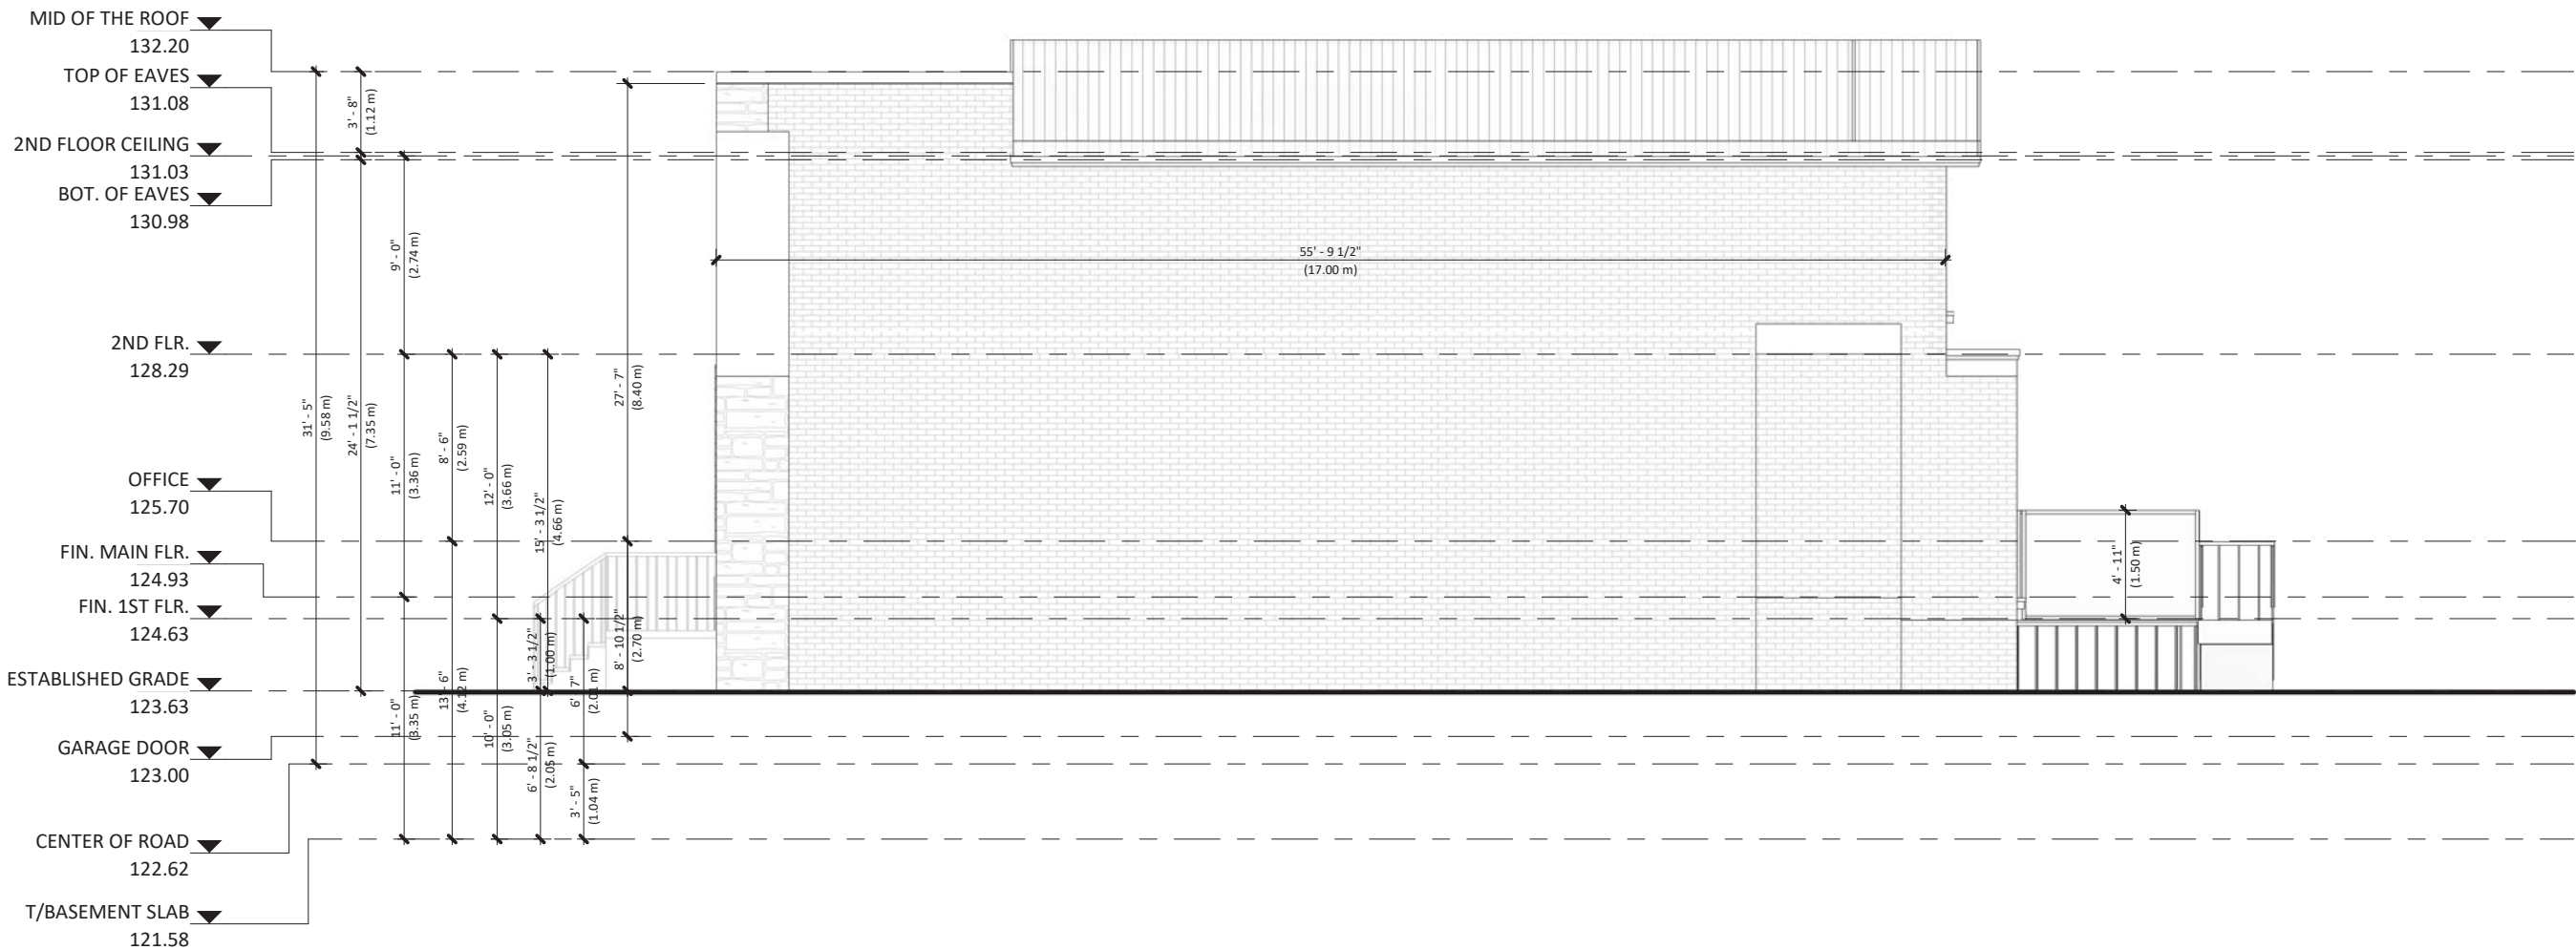 MID OF THE ROOF
132.20
TOP OF EAVES
131.08
2ND FLOOR CEILING
131.03
BOT. OF EAVES
130.98
2ND FLR.
128.29
OFFICE
125.70
FIN. MAIN FLR.
124.93
FIN. 1ST FLR.
124.63
ESTABLISHED GRADE
123.63
GARAGE DOOR
123.00
CENTER OF ROAD
122.62
T/BASEMENT SLAB
121.58
31' - 5"
(9.58 m)
3' - 8"
(1.12 m)
24' - 1 1/2"
(7.35 m)
9' - 0"
(2.74 m)
11' - 0"
(3.36 m)
11' - 0"
(3.35 m)
8' - 6"
(2.59 m)
13' - 6"
(4.12 m)
12' - 0"
(3.66 m)
10' - 0"
(3.05 m)
15' - 3 1/2"
(4.66 m)
3' - 3 1/2"
(1.00 m)
6' - 8 1/2"
(2.05 m)
6' - 7"
(2.01 m)
3' - 5"
(1.04 m)
27' - 7"
(8.40 m)
8' - 10 1/2"
(2.70 m)
55' - 9 1/2"
(17.00 m)
4' - 11"
(1.50 m)